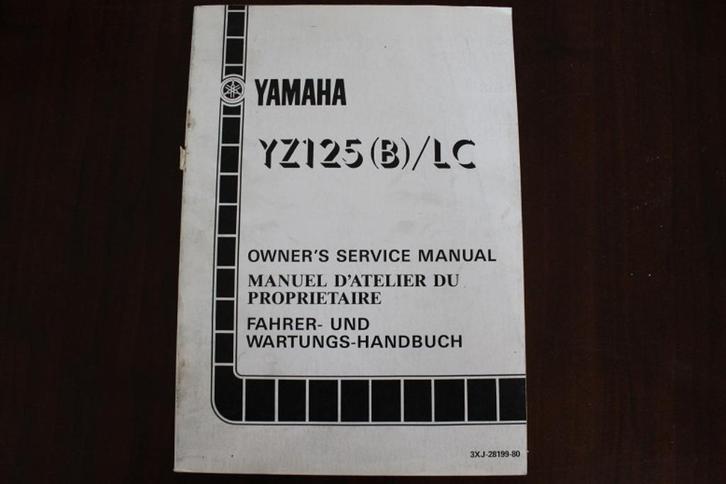 YAMAHA
YZ125(B)/LC
OWNER'S SERVICE MANUAL
MANUEL D'ATELIER DU
PROPRIETAIRE
FAHRER- UND
WARTUNGS-HANDBUCH
3XJ-28199-80